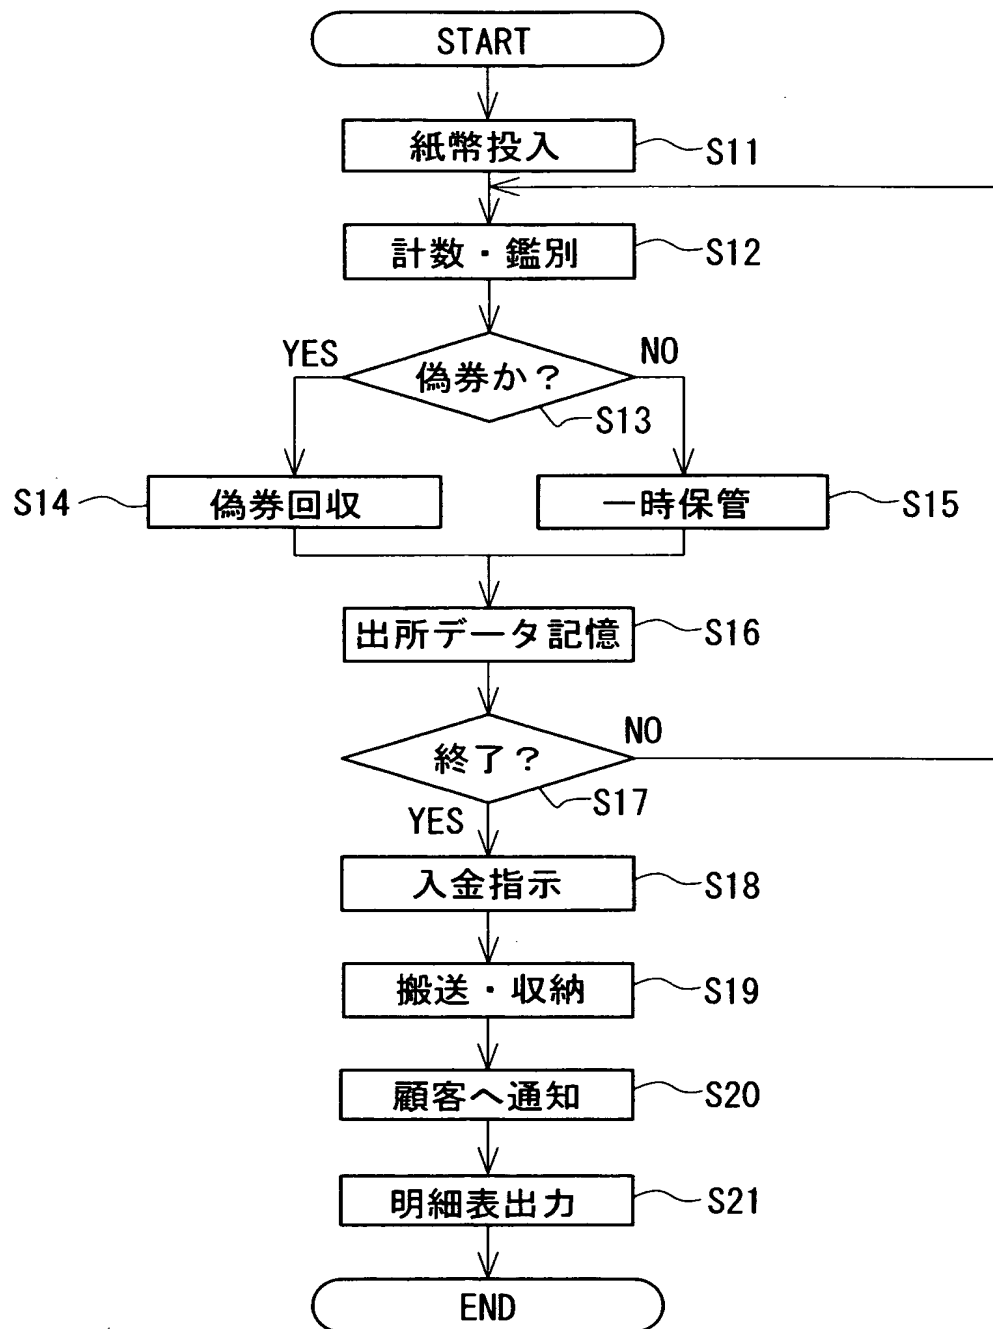 START
紙幣投入
S11
計数・鑑別
S12
YES
NO
偽券か？
S13
S14
偽券回収
一時保管
S15
出所データ記憶
S16
NO
終了？
S17
YES
入金指示
S18
搬送・収納
S19
顧客へ通知
S20
明細表出力
S21
END